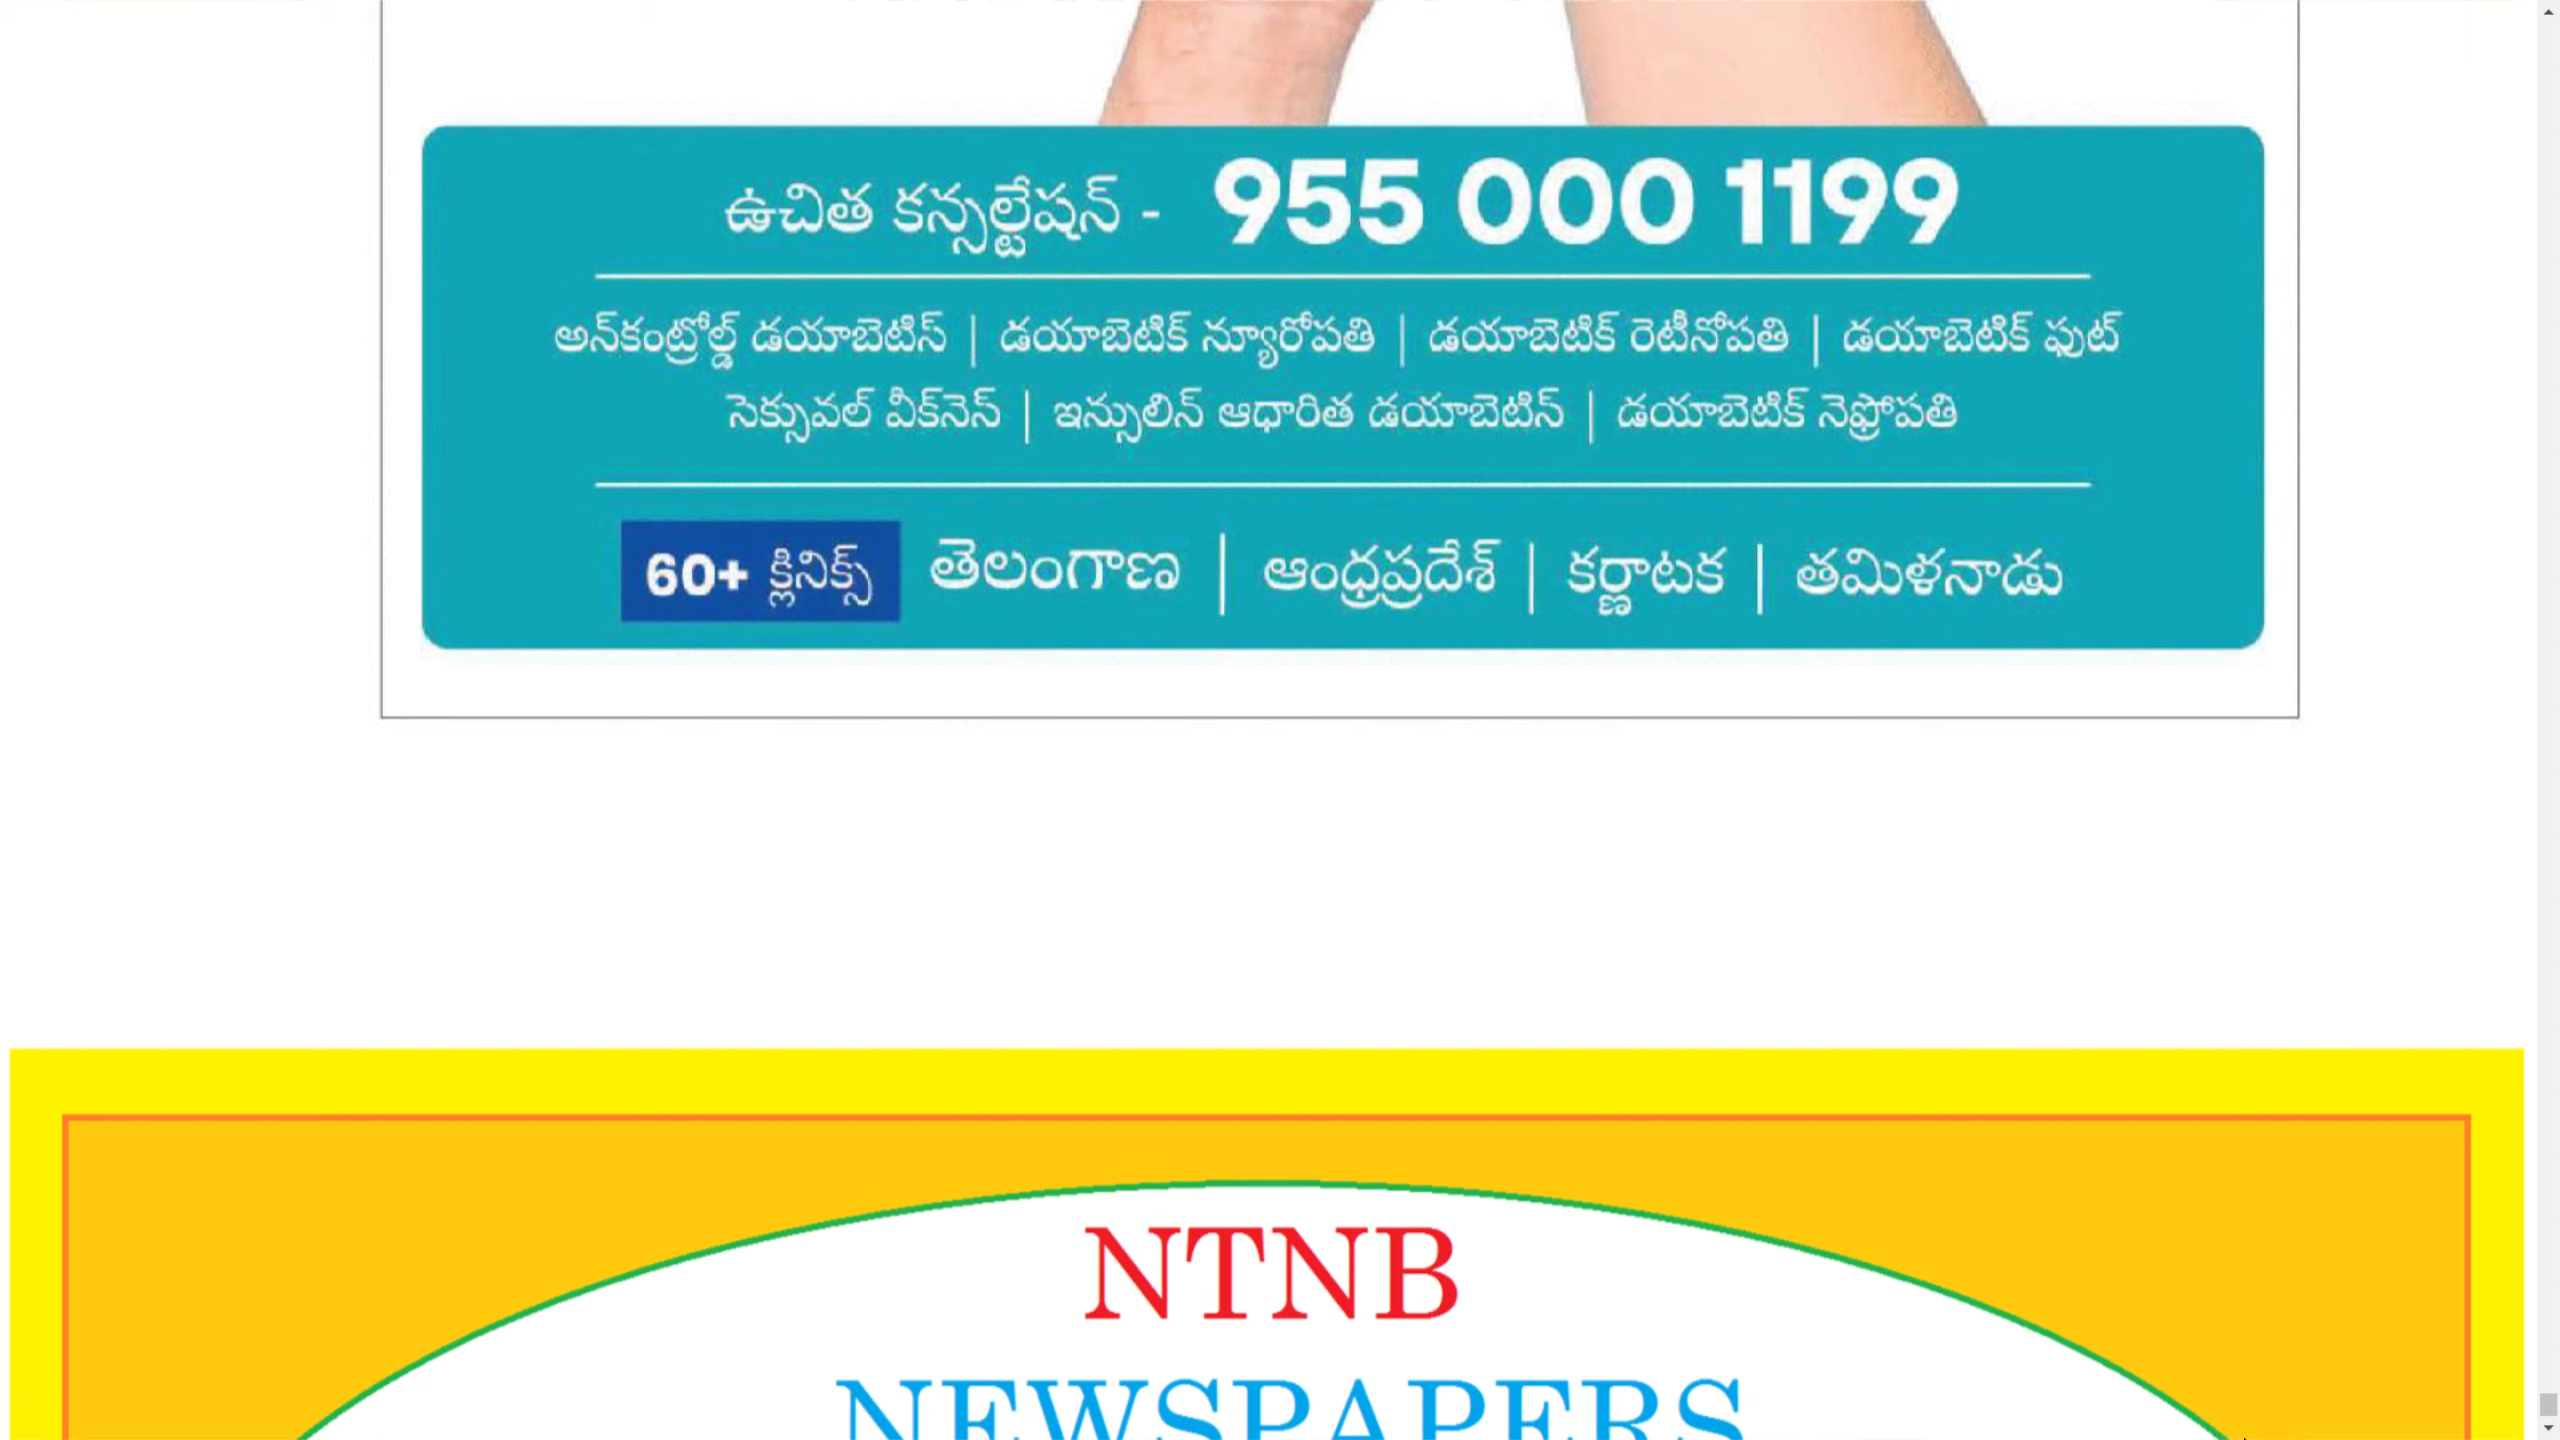 ఉచిత కన్సల్టేషన్ - 955 000 1199
అన్‌కంట్రోల్డ్ డయాబెటిస్ | డయాబెటిక్ న్యూరోపతి | డయాబెటిక్ రెటీనోపతి | డయాబెటిక్ ఫుట్
సెక్సువల్ వీక్‌నెస్ | ఇన్సులిన్ ఆధారిత డయాబెటిస్ | డయాబెటిక్ నెఫ్రోపతి
60+ క్లినిక్స్ తెలంగాణ | ఆంధ్రప్రదేశ్ | కర్ణాటక | తమిళనాడు
NTNB
NEWSPAPERS